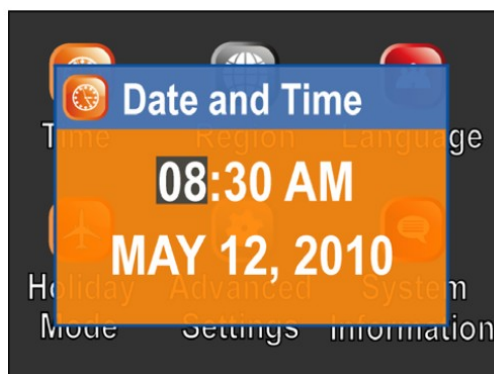 Date and Time
Time Region Language
08:30 AM
MAY 12, 2010
Holiday Advanced System
Mode Settings Information